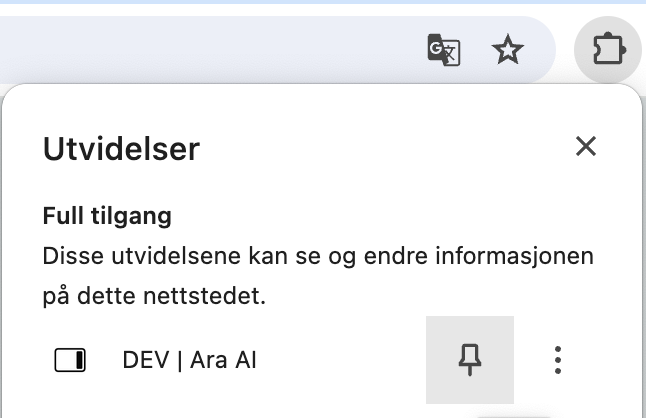 Utvidelser
Full tilgang
Disse utvidelsene kan se og endre informasjonen
på dette nettstedet.
DEV | Ara AI